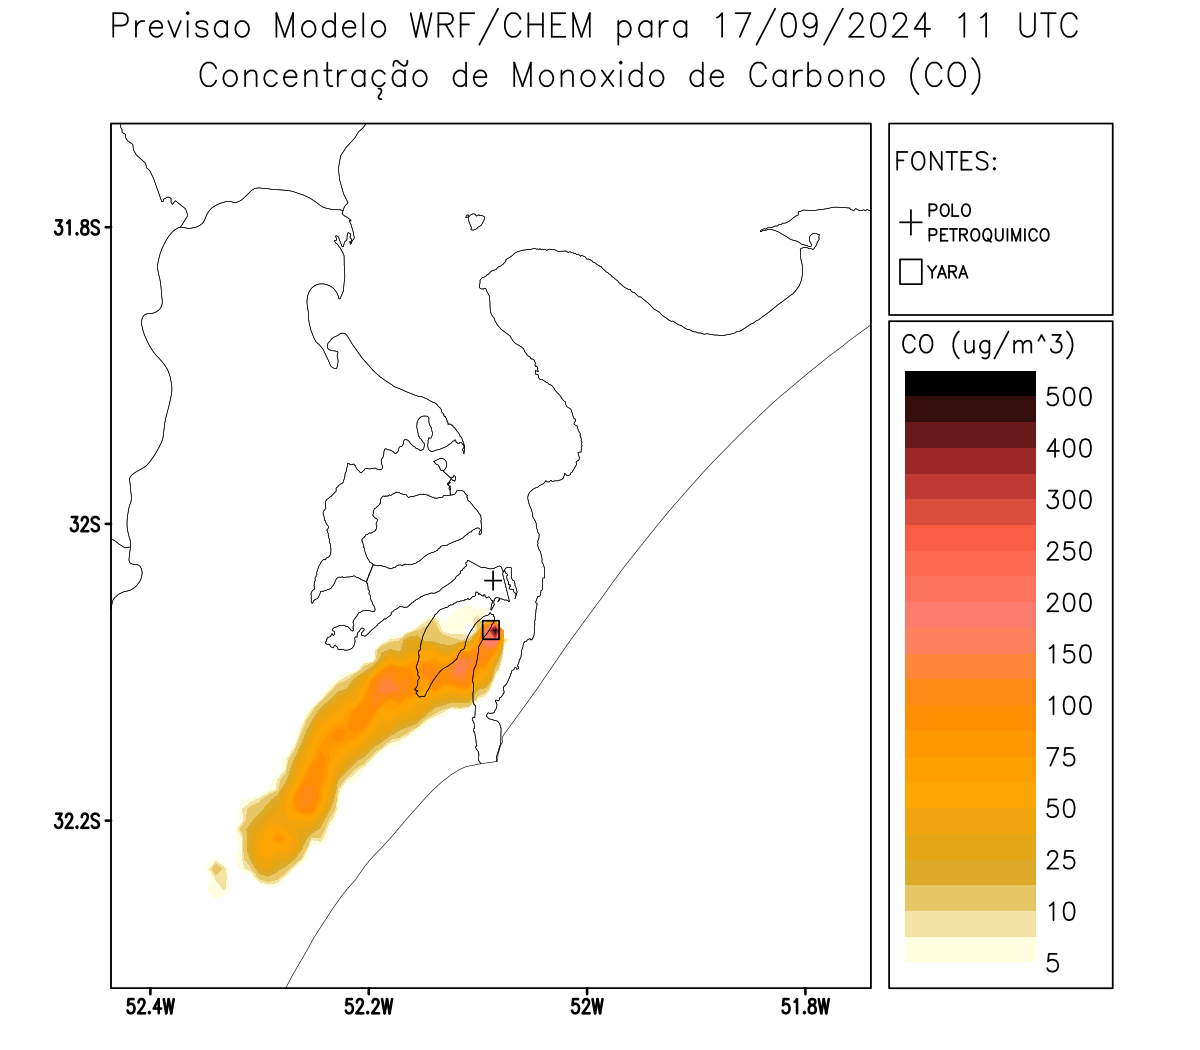 Previsao Modelo WRF/CHEM para 17/09/2024 11 UTC
Concentração de Monoxido de Carbono (CO)
FONTES:
POLO
PETROQUIMICO
YARA
CO (ug/m^3)
500
400
300
250
200
150
100
75
50
25
10
5
31.8S
32S
32.2S
52.4W
52.2W
52W
51.8W